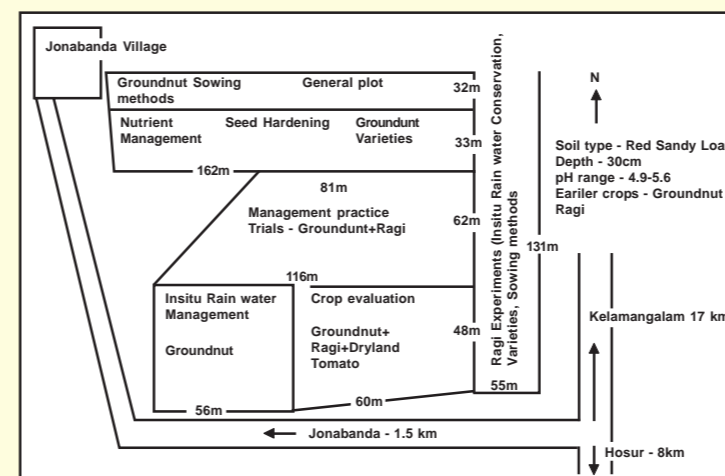 Jonabanda Village
Groundnut Sowing
methods
General plot
32m
Nutrient
Management
Seed Hardening
Groundunt
Varieties
33m
162m
81m
Management practice
Trials - Groundunt+Ragi
62m
116m
Insitu Rain water
Management
Groundnut
Crop evaluation
Groundnut+
Ragi+Dryland
Tomato
48m
56m
60m
Ragi Experiments (Insitu Rain water Conservation,
Varieties, Sowing methods
131m
55m
N
Soil type - Red Sandy Loa
Depth - 30cm
pH range - 4.9-5.6
Eariler crops - Groundnut
Ragi
Kelamangalam 17 km
Jonabanda - 1.5 km
Hosur - 8km